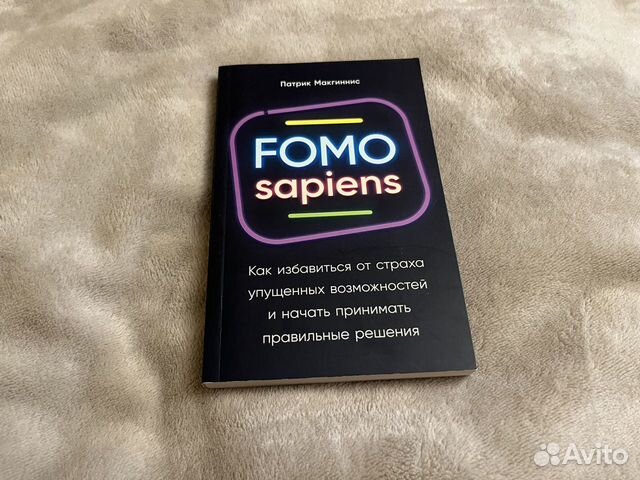 Патрик Макгиннис
FOMO
sapiens
Как избавиться от страха
упущенных возможностей
и начать принимать
правильные решения
Avito